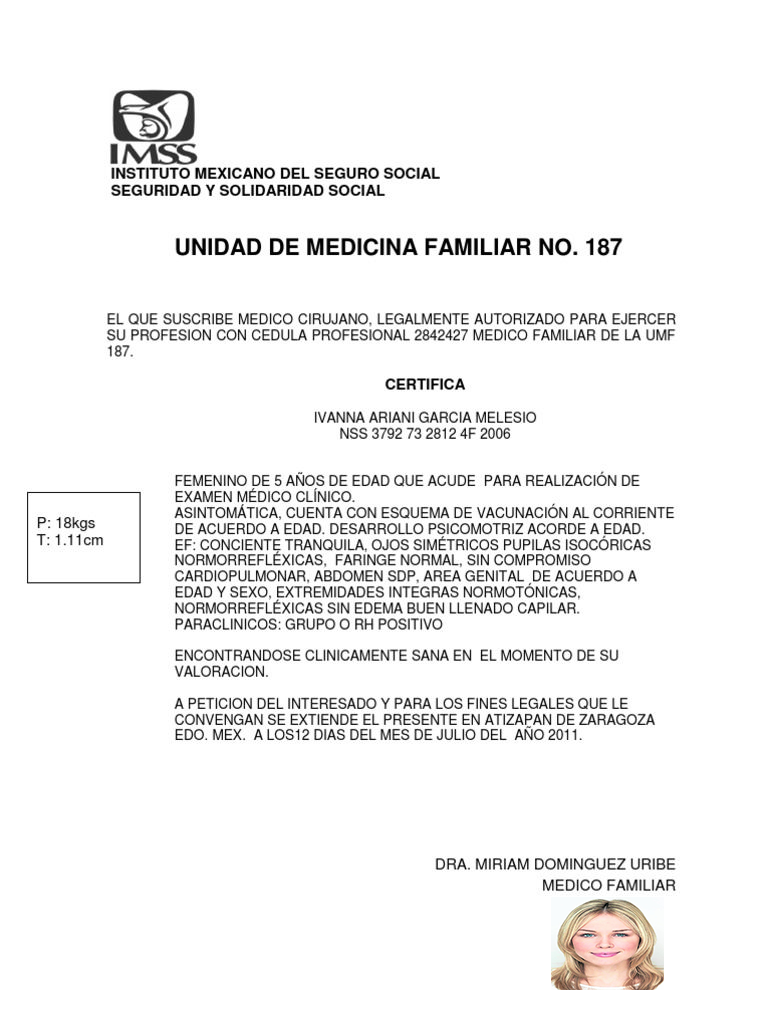 IMSS
INSTITUTO MEXICANO DEL SEGURO SOCIAL
SEGURIDAD Y SOLIDARIDAD SOCIAL
UNIDAD DE MEDICINA FAMILIAR NO. 187
EL QUE SUSCRIBE MEDICO CIRUJANO, LEGALMENTE AUTORIZADO PARA EJERCER
SU PROFESION CON CEDULA PROFESIONAL 2842427 MEDICO FAMILIAR DE LA UMF
187.
CERTIFICA
IVANNA ARIANI GARCIA MELESIO
NSS 3792 73 2812 4F 2006
P: 18kgs
T: 1.11cm
FEMENINO DE 5 AÑOS DE EDAD QUE ACUDE PARA REALIZACIÓN DE
EXAMEN MÉDICO CLÍNICO.
ASINTOMÁTICA, CUENTA CON ESQUEMA DE VACUNACIÓN AL CORRIENTE
DE ACUERDO A EDAD. DESARROLLO PSICOMOTRIZ ACORDE A EDAD.
EF: CONCIENTE TRANQUILA, OJOS SIMÉTRICOS PUPILAS ISOCÓRICAS
NORMORREFLÉXICAS, FARINGE NORMAL, SIN COMPROMISO
CARDIOPULMONAR, ABDOMEN SDP, AREA GENITAL DE ACUERDO A
EDAD Y SEXO, EXTREMIDADES INTEGRAS NORMOTÓNICAS,
NORMORREFLÉXICAS SIN EDEMA BUEN LLENADO CAPILAR.
PARACLINICOS: GRUPO O RH POSITIVO
ENCONTRANDOSE CLINICAMENTE SANA EN EL MOMENTO DE SU
VALORACION.
A PETICION DEL INTERESADO Y PARA LOS FINES LEGALES QUE LE
CONVENGAN SE EXTIENDE EL PRESENTE EN ATIZAPAN DE ZARAGOZA
EDO. MEX. A LOS12 DIAS DEL MES DE JULIO DEL AÑO 2011.
DRA. MIRIAM DOMINGUEZ URIBE
MEDICO FAMILIAR